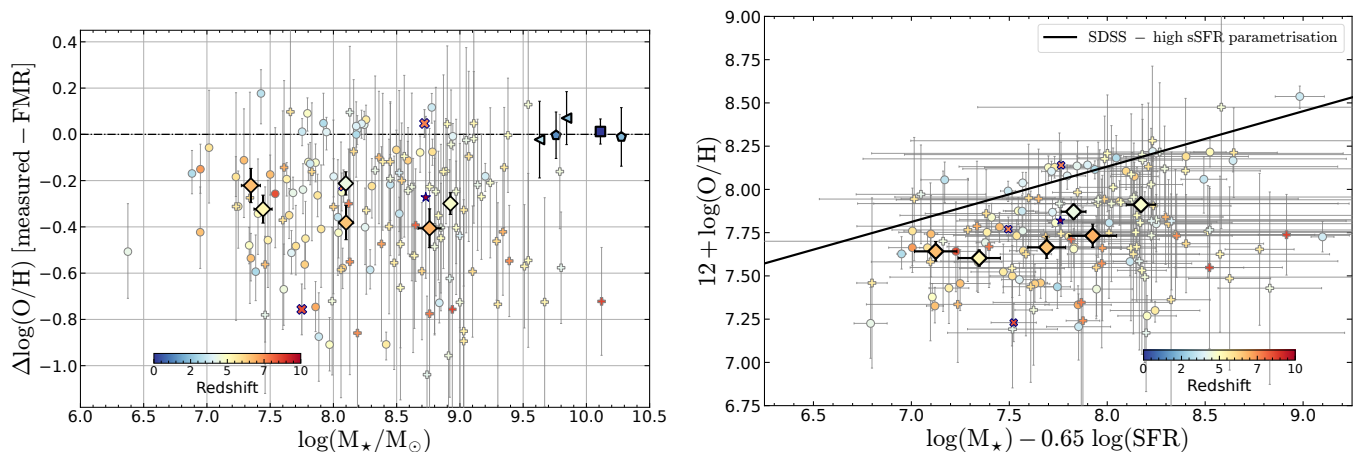 Δlog(O/H) [measured − FMR]
0.4
0.2
0.0
−0.2
−0.4
−0.6
−0.8
−1.0
0 2 5 7 10
Redshift
6.0 6.5 7.0 7.5 8.0 8.5 9.0 9.5 10.0 10.5
log(M⋆/M⊙)
12 + log(O/H)
9.00
8.75
8.50
8.25
8.00
7.75
7.50
7.25
7.00
6.75
SDSS − high sSFR parametrisation
0 2 5 7 10
Redshift
6.5 7.0 7.5 8.0 8.5 9.0
log(M⋆) − 0.65 log(SFR)